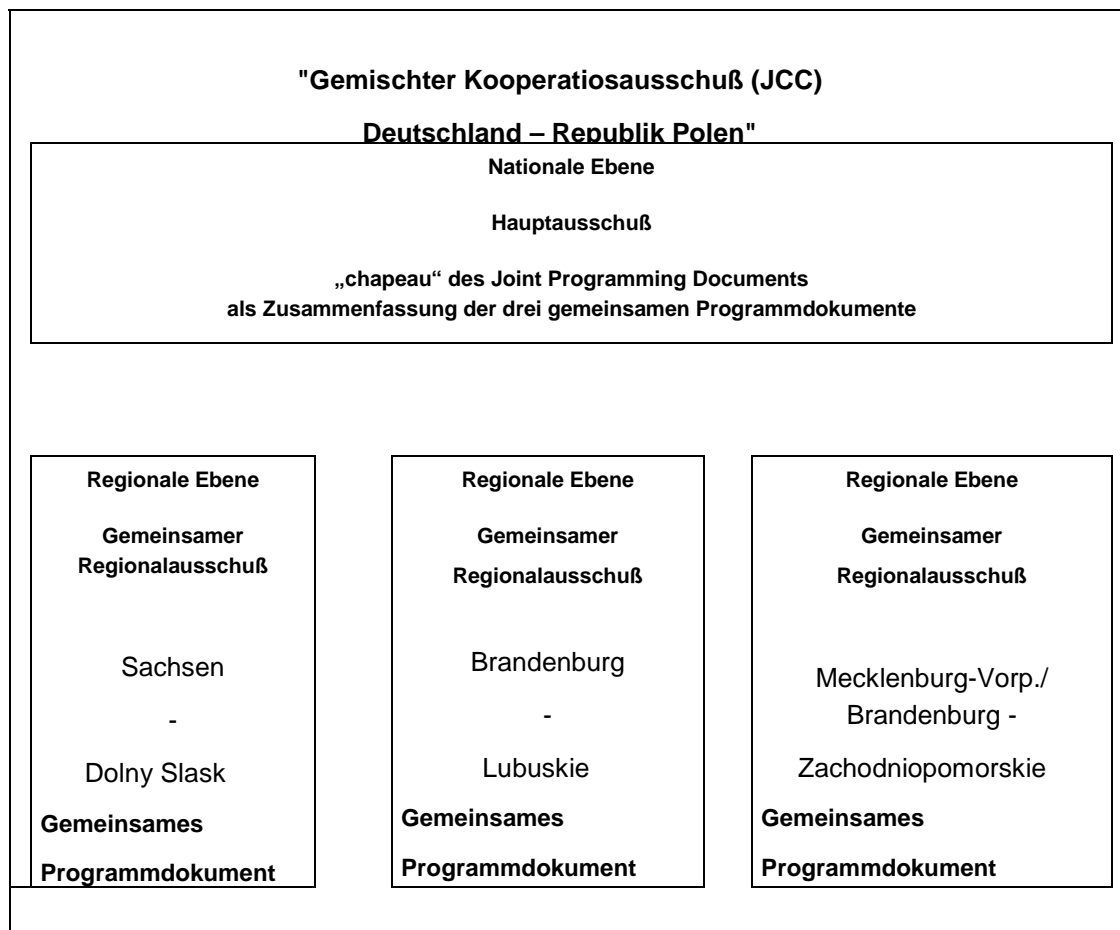 "Gemischter Kooperatiosausschuß (JCC)
Deutschland – Republik Polen"
Nationale Ebene
Hauptausschuß
„chapeau“ des Joint Programming Documents
als Zusammenfassung der drei gemeinsamen Programmdokumente
Regionale Ebene
Gemeinsamer
Regionalausschuß
Sachsen
-
Dolny Slask
Gemeinsames
Programmdokument
Regionale Ebene
Gemeinsamer
Regionalausschuß
Brandenburg
-
Lubuskie
Gemeinsames
Programmdokument
Regionale Ebene
Gemeinsamer
Regionalausschuß
Mecklenburg-Vorp./
Brandenburg -
Zachodniopomorskie
Gemeinsames
Programmdokument